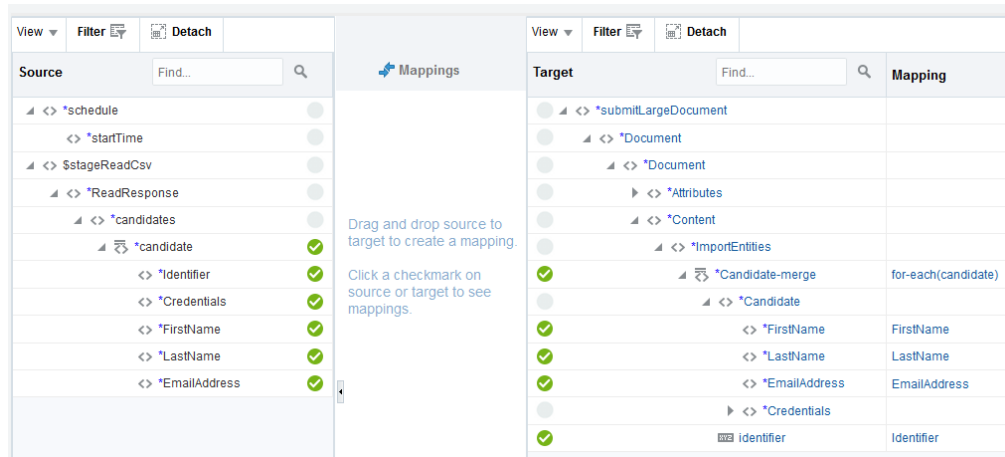 View Filter Detach
Source Find...
*schedule
*startTime
$stageReadCsv
*ReadResponse
*candidates
*candidate
*Identifier
*Credentials
*FirstName
*LastName
*EmailAddress
Mappings
Drag and drop source to
target to create a mapping.
Click a checkmark on
source or target to see
mappings.
View Filter Detach
Target Find... Mapping
*submitLargeDocument
*Document
*Document
*Attributes
*Content
*ImportEntities
*Candidate-merge for-each(candidate)
*Candidate
*FirstName FirstName
*LastName LastName
*EmailAddress EmailAddress
*Credentials
XYZ identifier Identifier